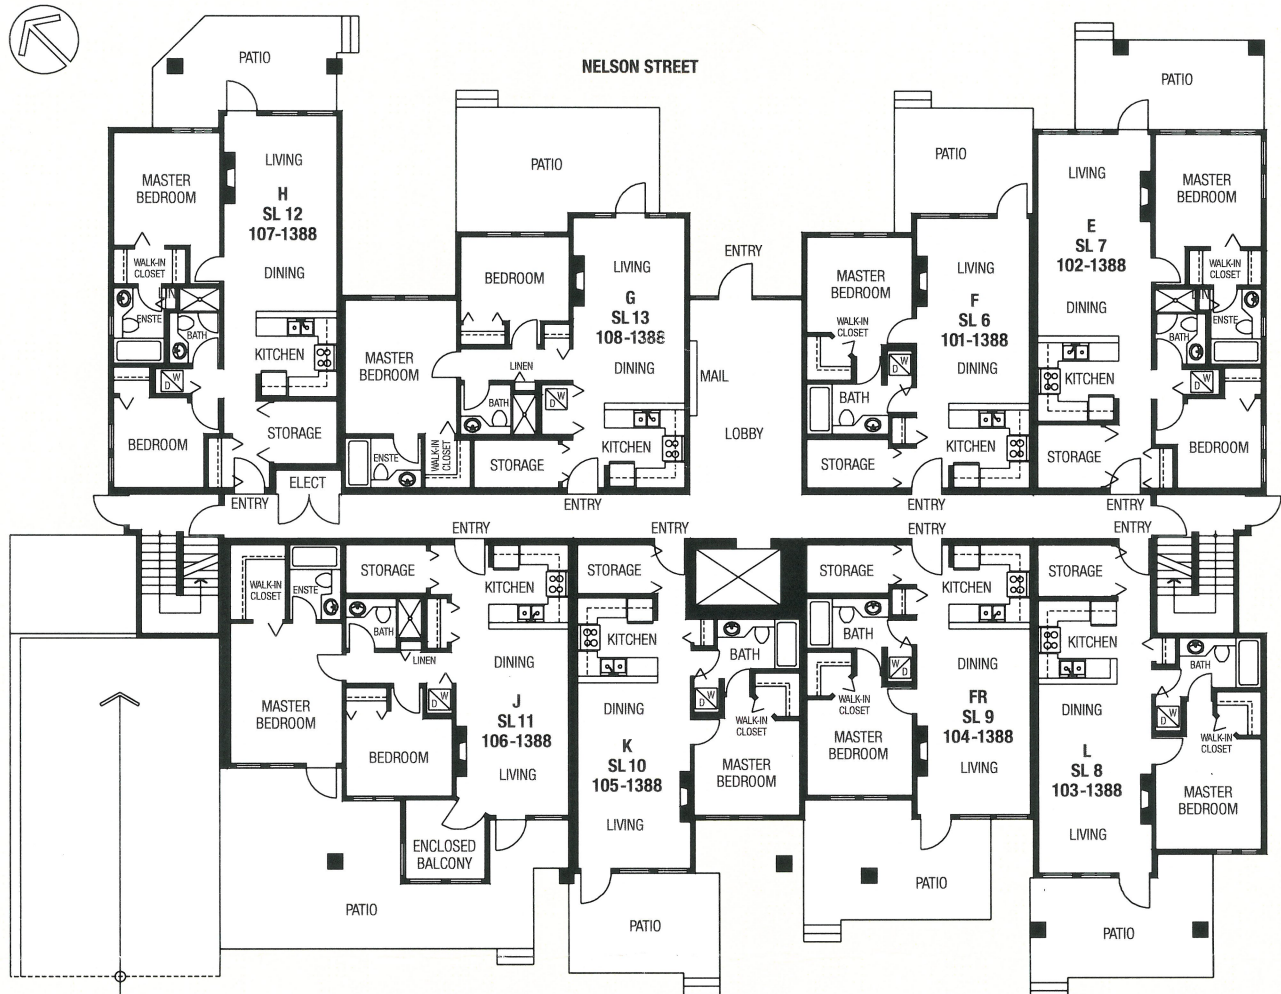 NELSON STREET
PATIO
LIVING
MASTER
BEDROOM
H
SL 12
107-1388
WALK-IN
CLOSET
DINING
LIN
ENSTE
BATH
KITCHEN
W
D
BEDROOM
STORAGE
ELECT
ENTRY
PATIO
BEDROOM
LIVING
G
SL 13
108-1388
MASTER
BEDROOM
LINEN
DINING
BATH
W
D
KITCHEN
ENSTE
WALK-IN
CLOSET
STORAGE
ENTRY
ENTRY
MAIL
LOBBY
PATIO
MASTER
BEDROOM
LIVING
F
SL 6
101-1388
WALK-IN
CLOSET
W
D
DINING
BATH
KITCHEN
STORAGE
ENTRY
PATIO
LIVING
MASTER
BEDROOM
E
SL 7
102-1388
WALK-IN
CLOSET
DINING
LIN
ENSTE
BATH
KITCHEN
W
D
BEDROOM
STORAGE
ENTRY
ENTRY
STORAGE
KITCHEN
WALK-IN
CLOSET
ENSTE
BATH
LINEN
DINING
MASTER
BEDROOM
W
D
J
SL 11
106-1388
BEDROOM
LIVING
ENCLOSED
BALCONY
PATIO
ENTRY
STORAGE
KITCHEN
BATH
W
D
DINING
WALK-IN
CLOSET
K
SL 10
105-1388
MASTER
BEDROOM
LIVING
PATIO
ENTRY
STORAGE
KITCHEN
BATH
W
D
DINING
WALK-IN
CLOSET
FR
SL 9
104-1388
MASTER
BEDROOM
LIVING
PATIO
ENTRY
STORAGE
KITCHEN
BATH
W
D
DINING
WALK-IN
CLOSET
L
SL 8
103-1388
MASTER
BEDROOM
LIVING
PATIO